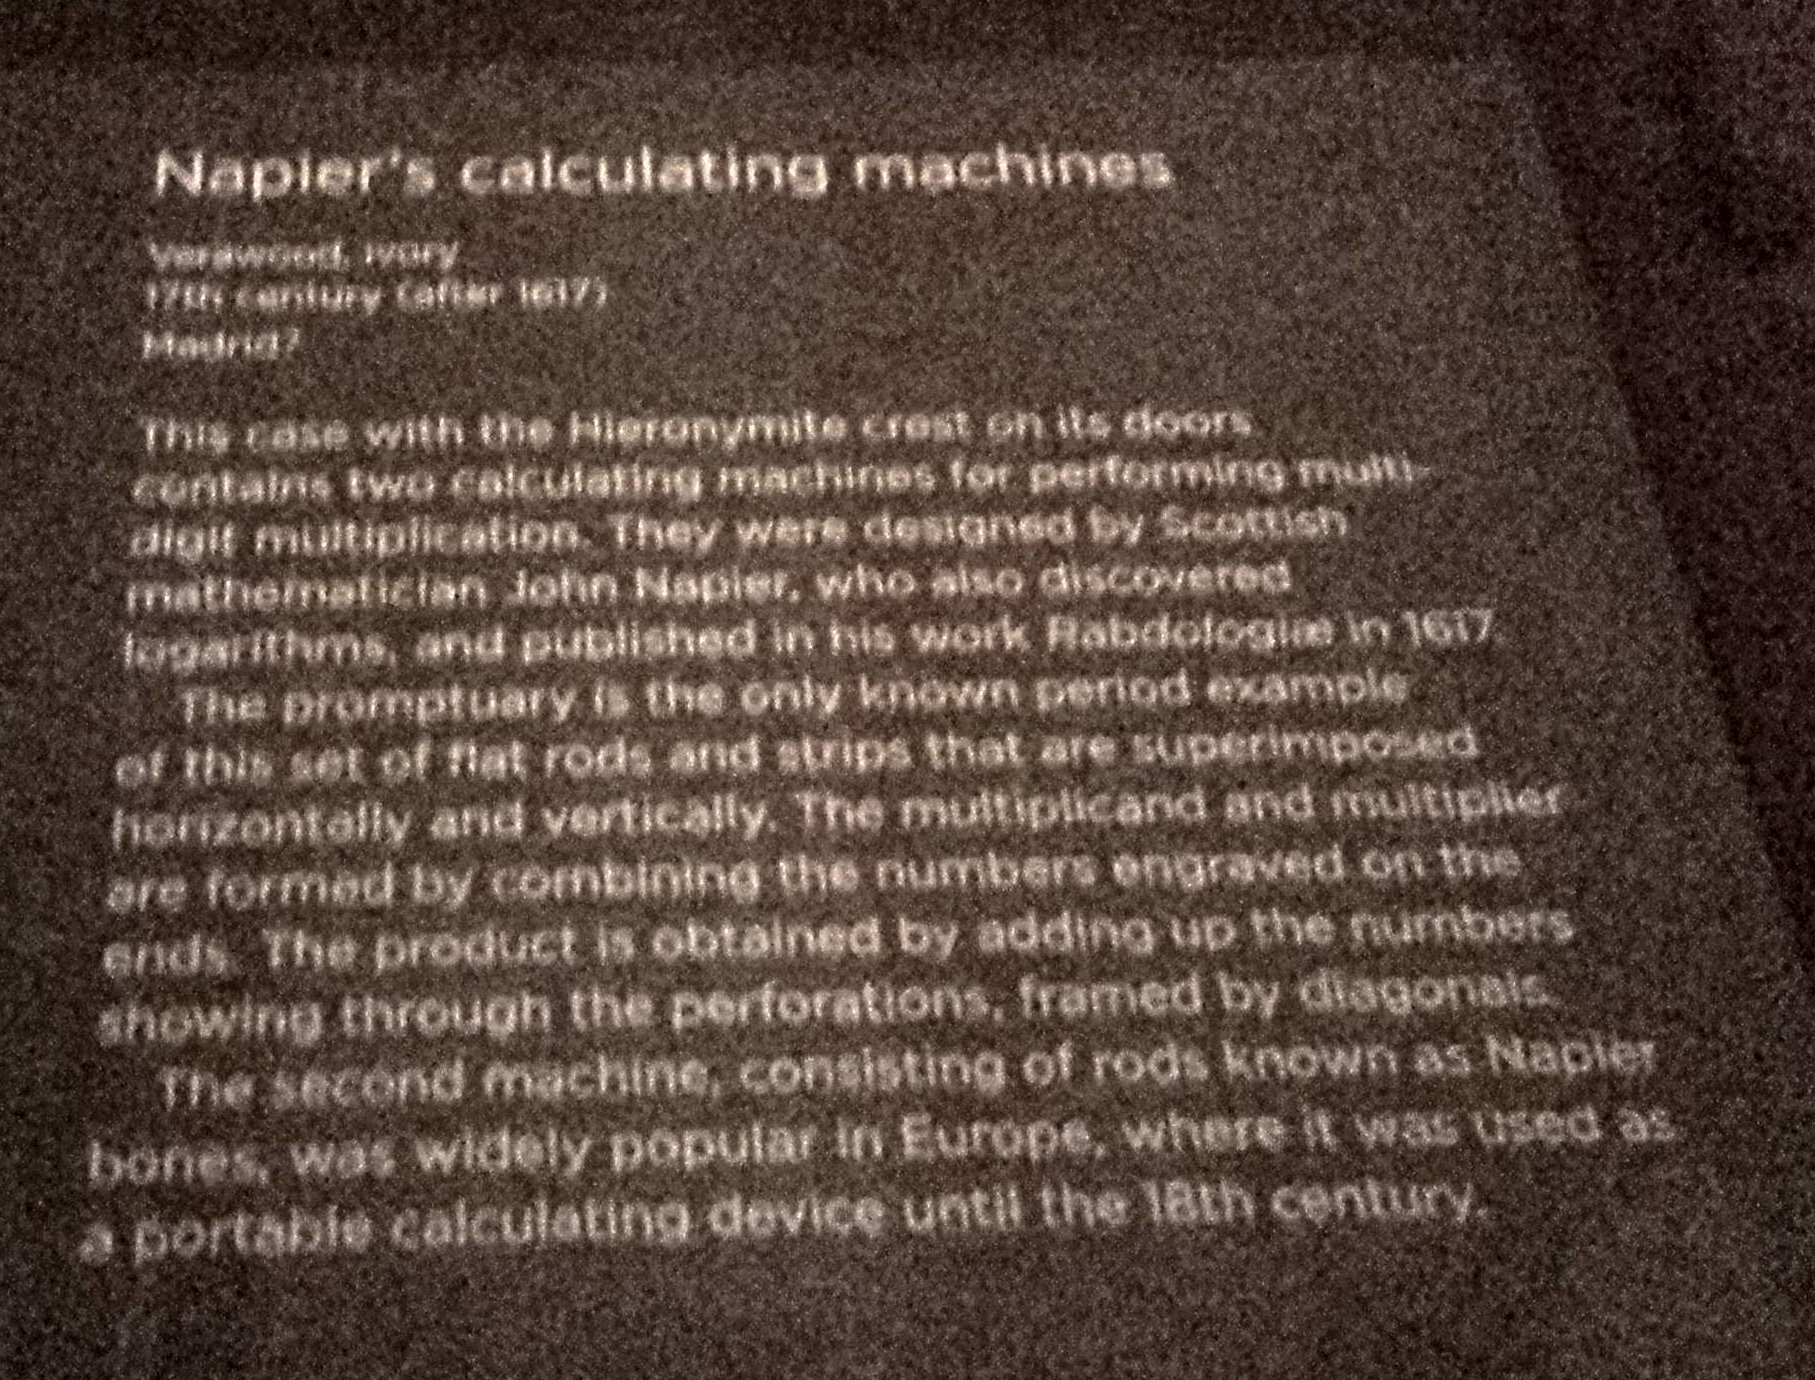 Napier's calculating machines
ivory
17th century (after 1617)
Madrid?
This case with the Hieronymite crest on its doors
contains two calculating machines for performing multi-
digit multiplication. They were designed by Scottish
mathematician John Napier, who also discovered
logarithms, and published in his work Rabdologiæ in 1617.
The promptuary is the only known period example
of this set of flat rods and strips that are superimposed
horizontally and vertically. The multiplicand and multiplier
are formed by combining the numbers engraved on the
ends. The product is obtained by adding up the numbers
showing through the perforations, framed by diagonals.
The second machine, consisting of rods known as Napier
bones, was widely popular in Europe, where it was used as
a portable calculating device until the 18th century.